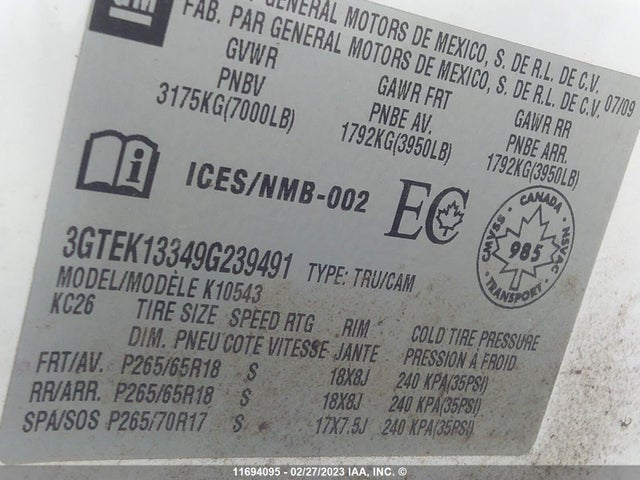 GM
GENERAL MOTORS DE MEXICO, S. DE R.L. DE C.V.
FAB. PAR GENERAL MOTORS DE MEXICO, S. DE R.L. DE C.V. 07/09
GVWR GAWR FRT GAWR RR
PNBV PNBE AV. PNBE ARR.
3175KG(7000LB) 1792KG(3950LB) 1792KG(3950LB)
ICES/NMB-002 EC
CANADA
CMVSS NSVAC
985
TRANSPORT
3GTEK13349G239491 TYPE: TRU/CAM
MODEL/MODÈLE K10543
KC26 TIRE SIZE SPEED RTG RIM COLD TIRE PRESSURE
DIM. PNEU COTE VITESSE JANTE PRESSION À FROID
FRT/AV. P265/65R18 S 18X8J 240 KPA(35PSI)
RR/ARR. P265/65R18 S 18X8J 240 KPA(35PSI)
SPA/SOS P265/70R17 S 17X7.5J 240 KPA(35PSI)
11694095 - 02/27/2023 IAA, INC. ©